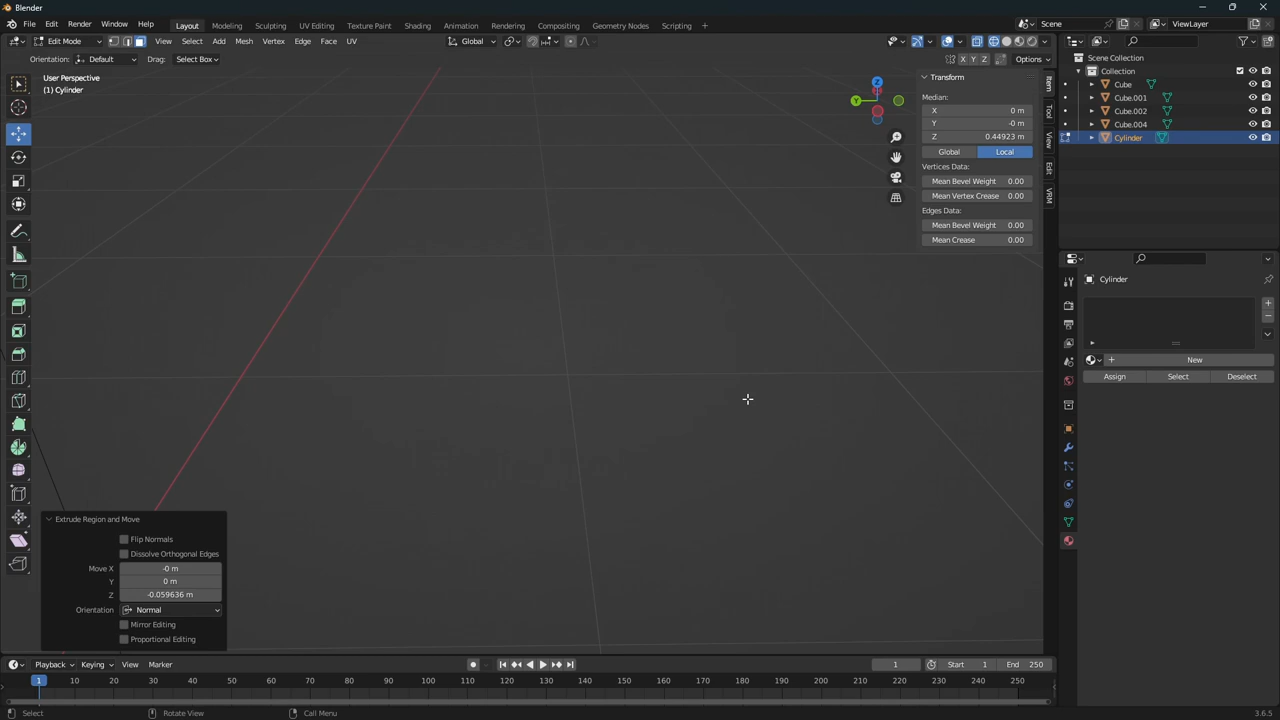 Blender
File Edit Render Window Help
Layout Modeling Sculpting UV Editing Texture Paint Shading Animation Rendering Compositing Geometry Nodes Scripting +
Scene
ViewLayer
Edit Mode View Select Add Mesh Vertex Edge Face UV
Global
Orientation: Default Drag: Select Box
X Y Z Options
User Perspective
(1) Cylinder
Z
Y
Transform
Median:
X 0 m
Y -0 m
Z 0.44923 m
Global Local
Vertices Data:
Mean Bevel Weight 0.00
Mean Vertex Crease 0.00
Edges Data:
Mean Bevel Weight 0.00
Mean Crease 0.00
Item
Tool
View
Edit
VRM
Scene Collection
Collection
Cube
Cube.001
Cube.002
Cube.004
Cylinder
Cylinder
New
Assign Select Deselect
Extrude Region and Move
Flip Normals
Dissolve Orthogonal Edges
Move X -0 m
Y 0 m
Z -0.059636 m
Orientation Normal
Mirror Editing
Proportional Editing
Playback Keying View Marker
1 Start 1 End 250
1 10 20 30 40 50 60 70 80 90 100 110 120 130 140 150 160 170 180 190 200 210 220 230 240 250
Select Rotate View Call Menu
3.6.5